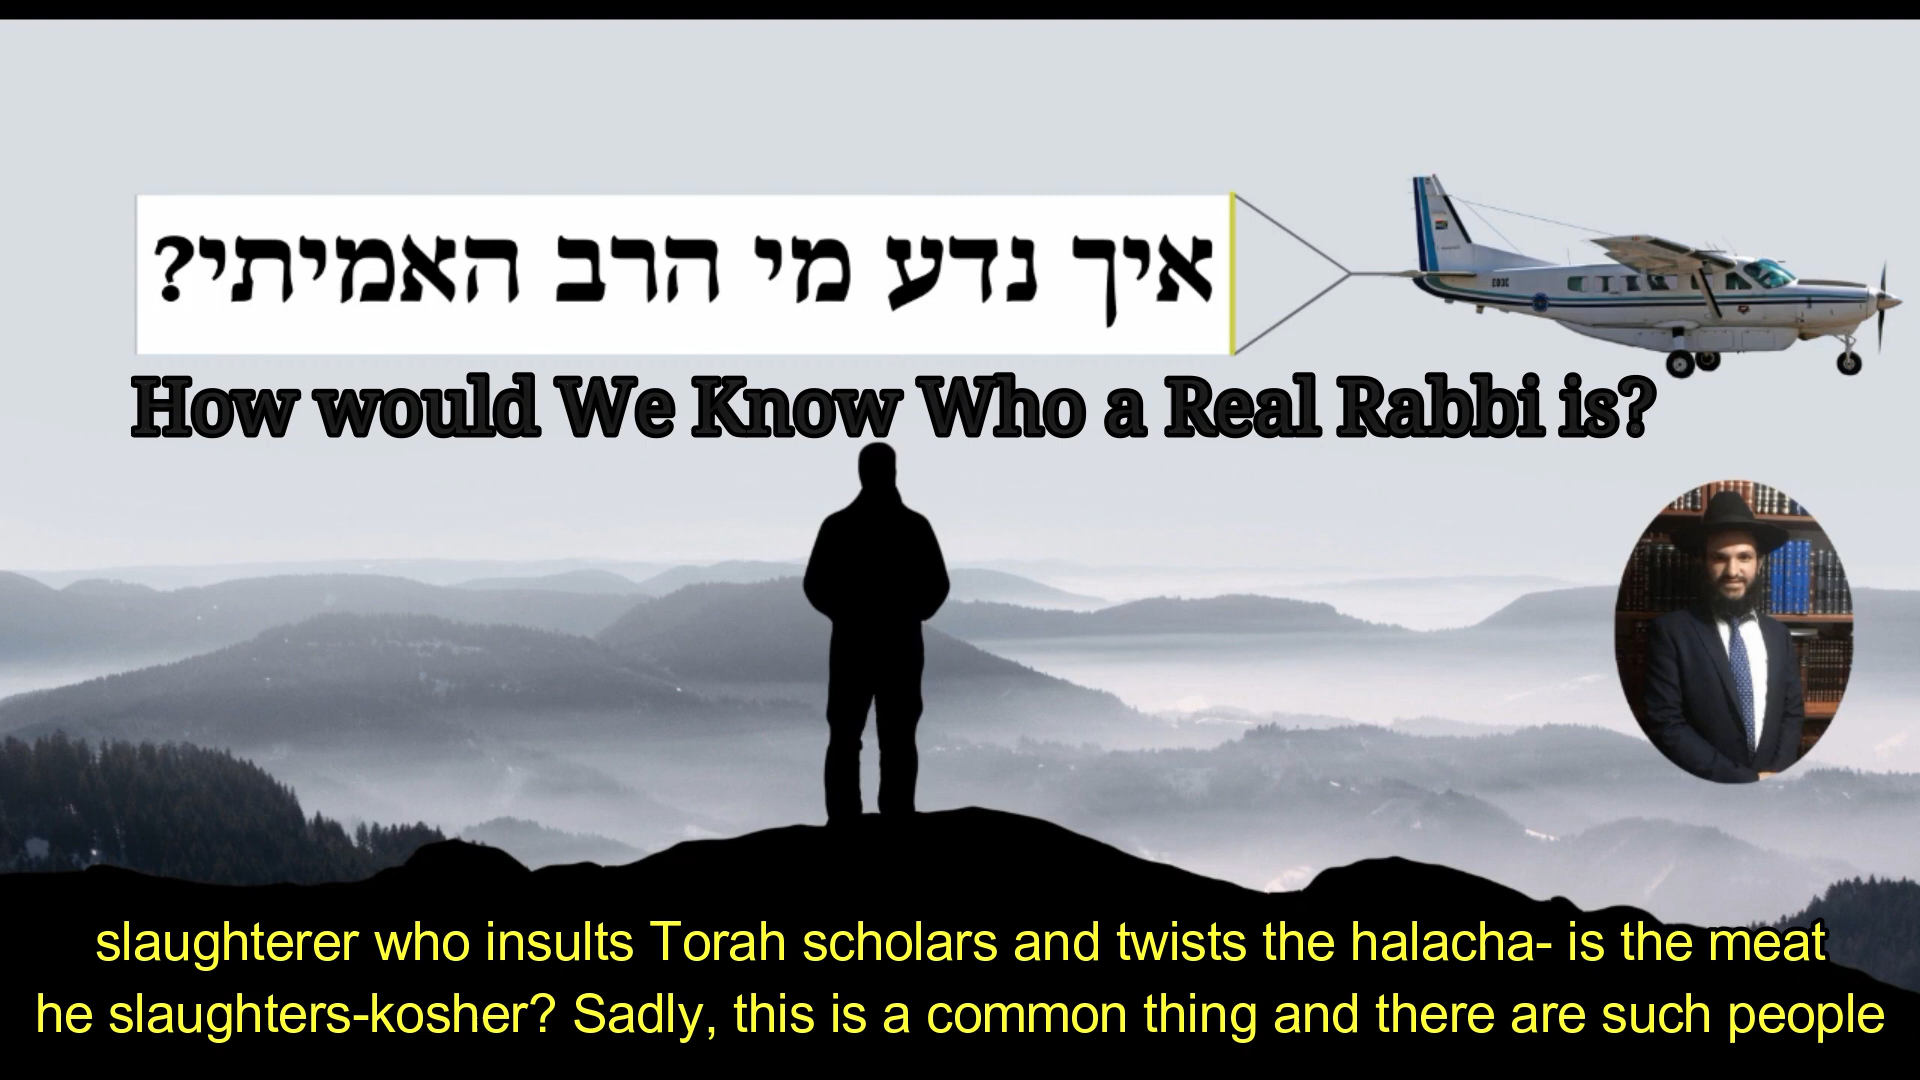 איך נדע מי הרב האמיתי?
How would We Know Who a Real Rabbi is?
slaughterer who insults Torah scholars and twists the halacha- is the meat
he slaughters-kosher? Sadly, this is a common thing and there are such people